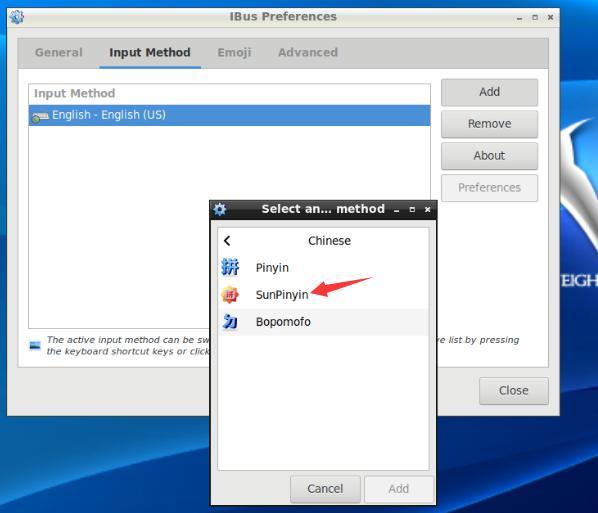 IBus Preferences
General Input Method Emoji Advanced
Input Method
English - English (US)
Add
Remove
About
Preferences
Select an... method
Chinese
拼 Pinyin
拼 SunPinyin
ㄅ Bopomofo
The active input method can be sw
ve list by pressing
the keyboard shortcut keys or click
Close
Cancel Add
EIGH